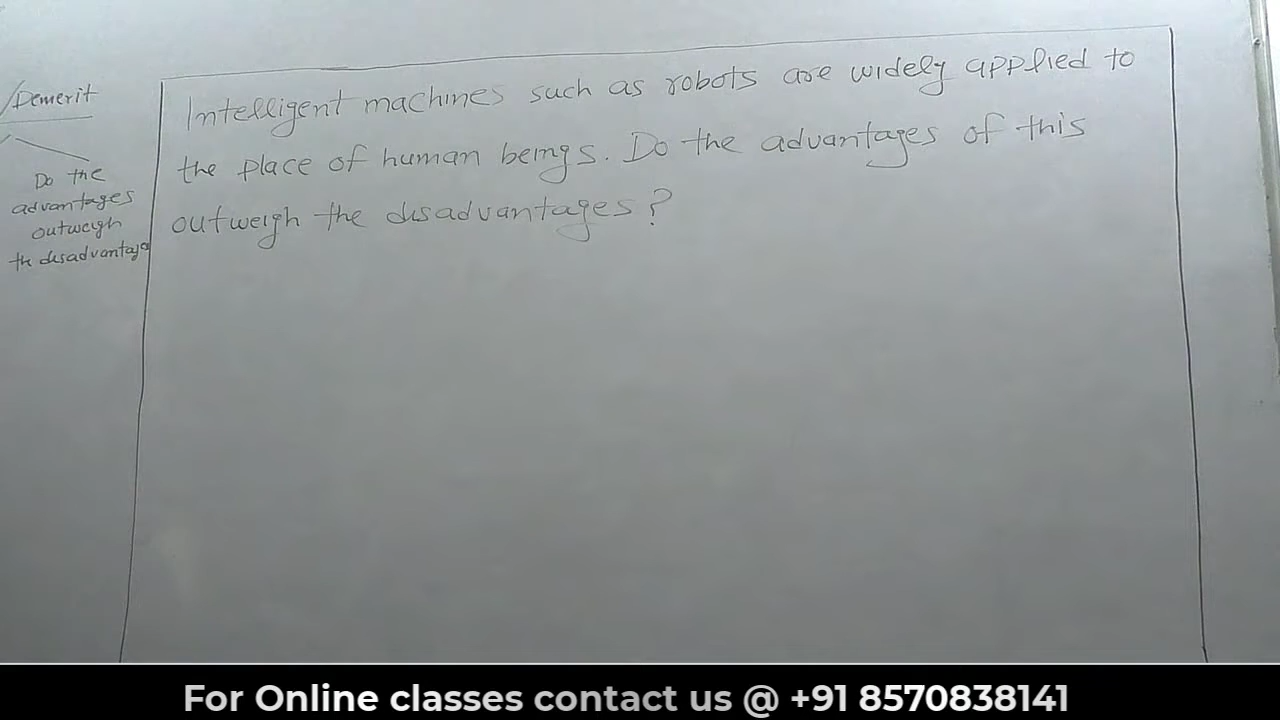 /Demerit
Do the
advantages
outweigh
the disadvantage
Intelligent machines such as robots are widely applied to
the place of human beings. Do the advantages of this
outweigh the disadvantages?
For Online classes contact us @ +91 8570838141